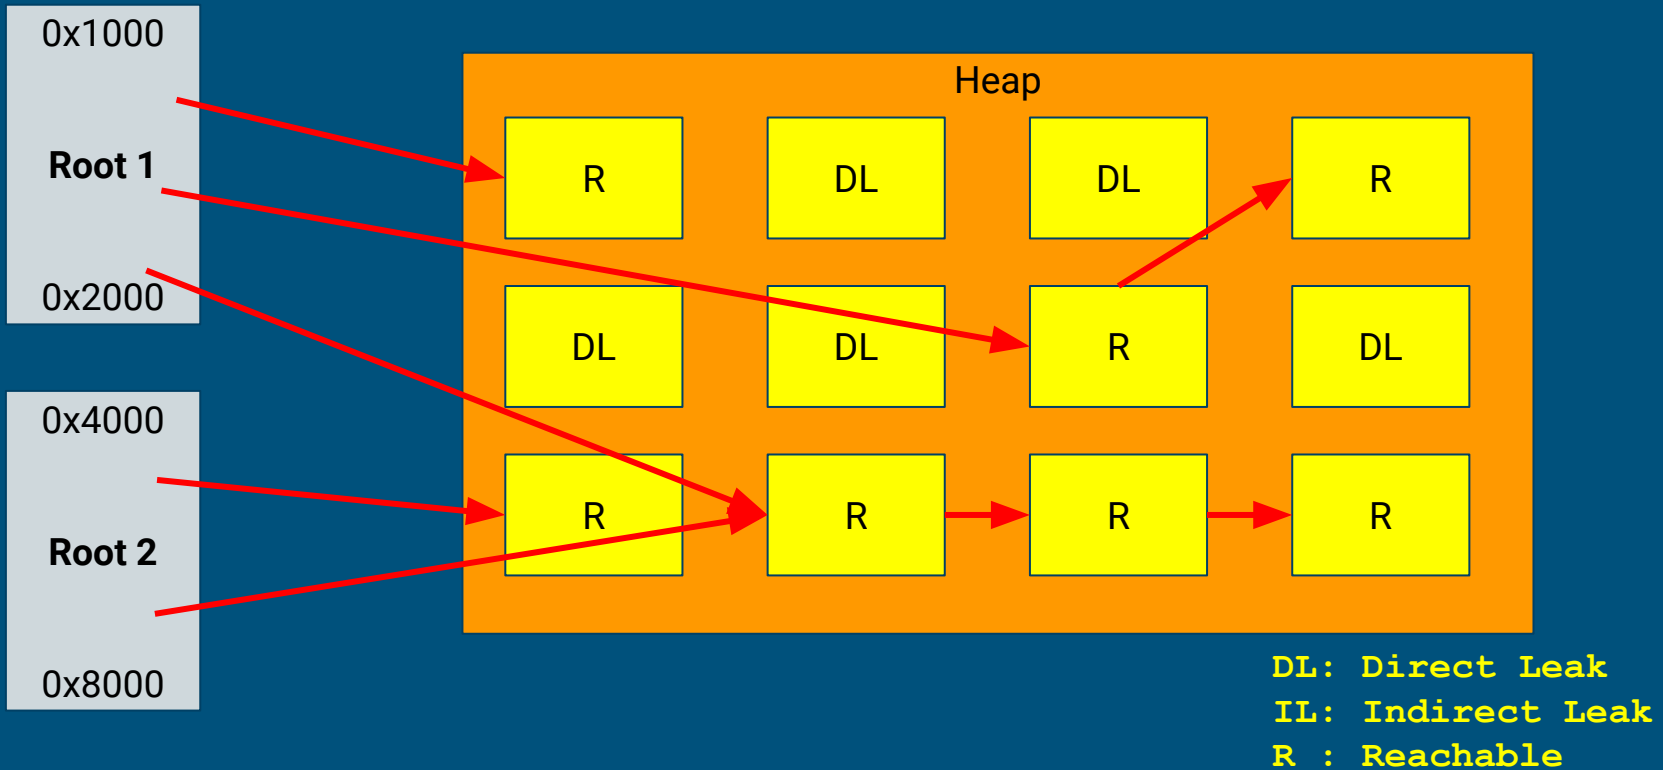 0x1000
Root 1
0x2000
0x4000
Root 2
0x8000
Heap
R DL DL R
DL DL R DL
R R R R
DL: Direct Leak
IL: Indirect Leak
R : Reachable